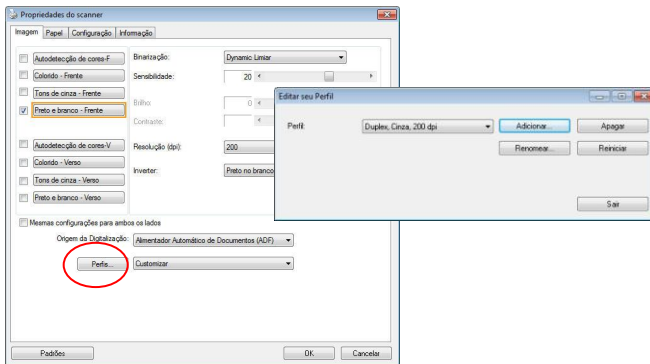 Propriedades do scanner
Imagem Papel Configuração Informação
Autodetecção de cores-F
Colorido - Frente
Tons de cinza - Frente
Preto e branco - Frente
Autodetecção de cores-V
Colorido - Verso
Tons de cinza - Verso
Preto e branco - Verso
Binarização: Dynamic Limiar
Sensibilidade: 20
Brilho: 0
Contraste:
Resolução (dpi): 200
Inverter: Preto no branco
Mesmas configurações para ambos os lados
Origem da Digitalização: Alimentador Automático de Documentos (ADF)
Perfis... Customizar
Padrões OK Cancelar
Editar seu Perfil
Perfil: Duplex, Cinza, 200 dpi Adicionar... Apagar
Renomear... Reiniciar
Sair